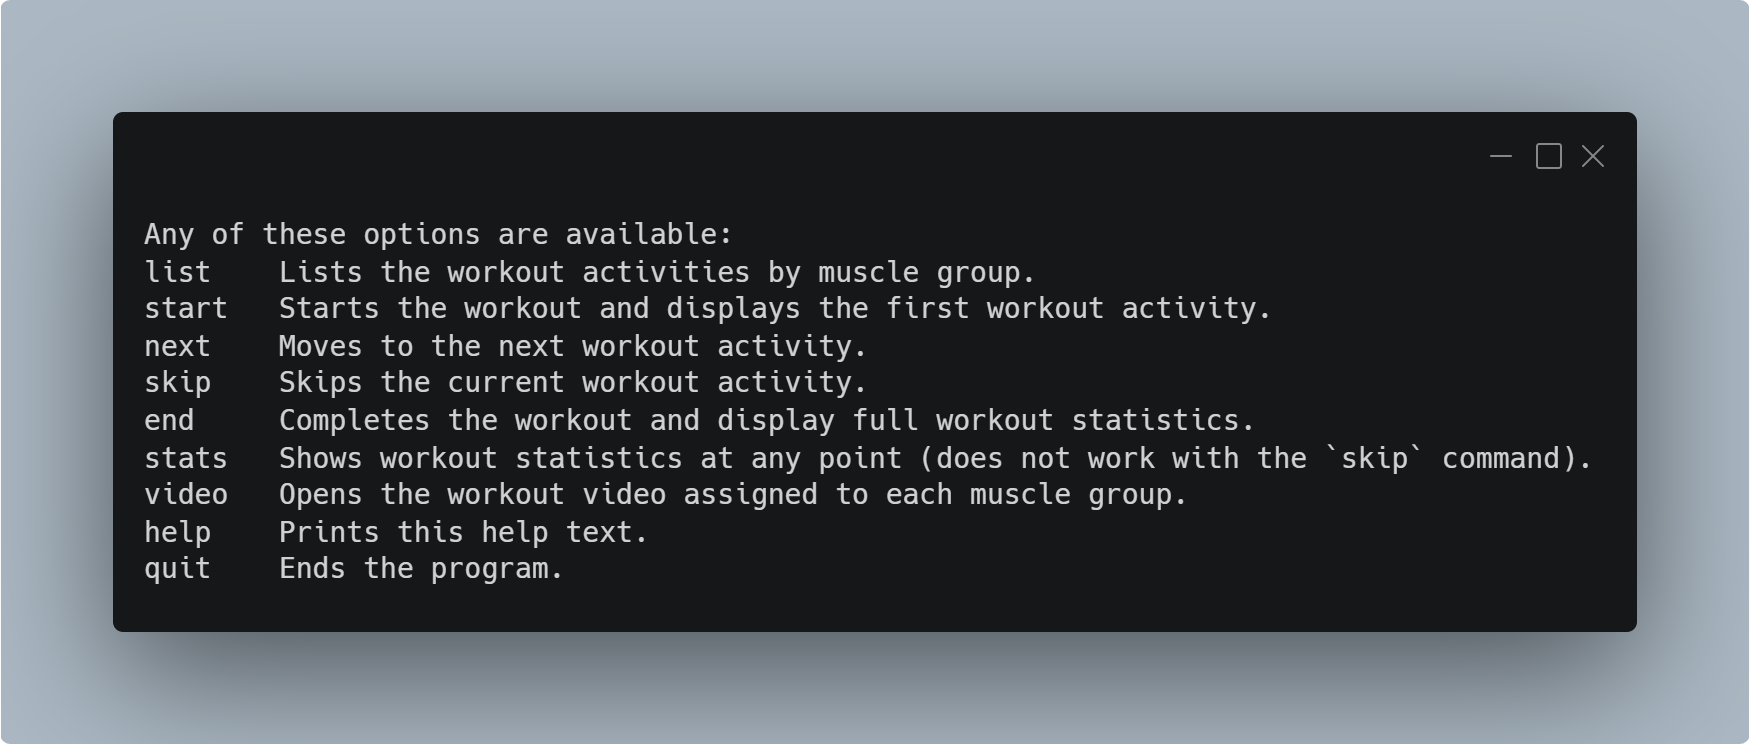 Any of these options are available:
list    Lists the workout activities by muscle group.
start   Starts the workout and displays the first workout activity.
next    Moves to the next workout activity.
skip    Skips the current workout activity.
end     Completes the workout and display full workout statistics.
stats   Shows workout statistics at any point (does not work with the `skip` command).
video   Opens the workout video assigned to each muscle group.
help    Prints this help text.
quit    Ends the program.